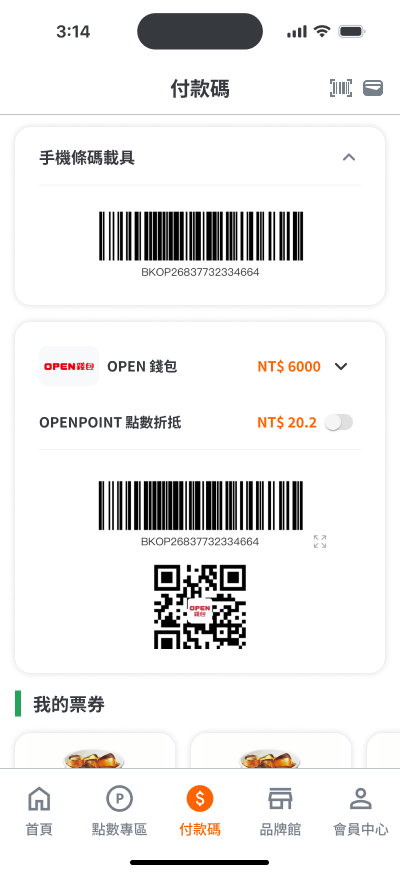 3:14
付款碼
手機條碼載具
BKOP26837732334664
OPEN錢包 OPEN 錢包 NT$ 6000
OPENPOINT 點數折抵 NT$ 20.2
BKOP26837732334664
OPEN
錢包
我的票券
P $
首頁 點數專區 付款碼 品牌館 會員中心